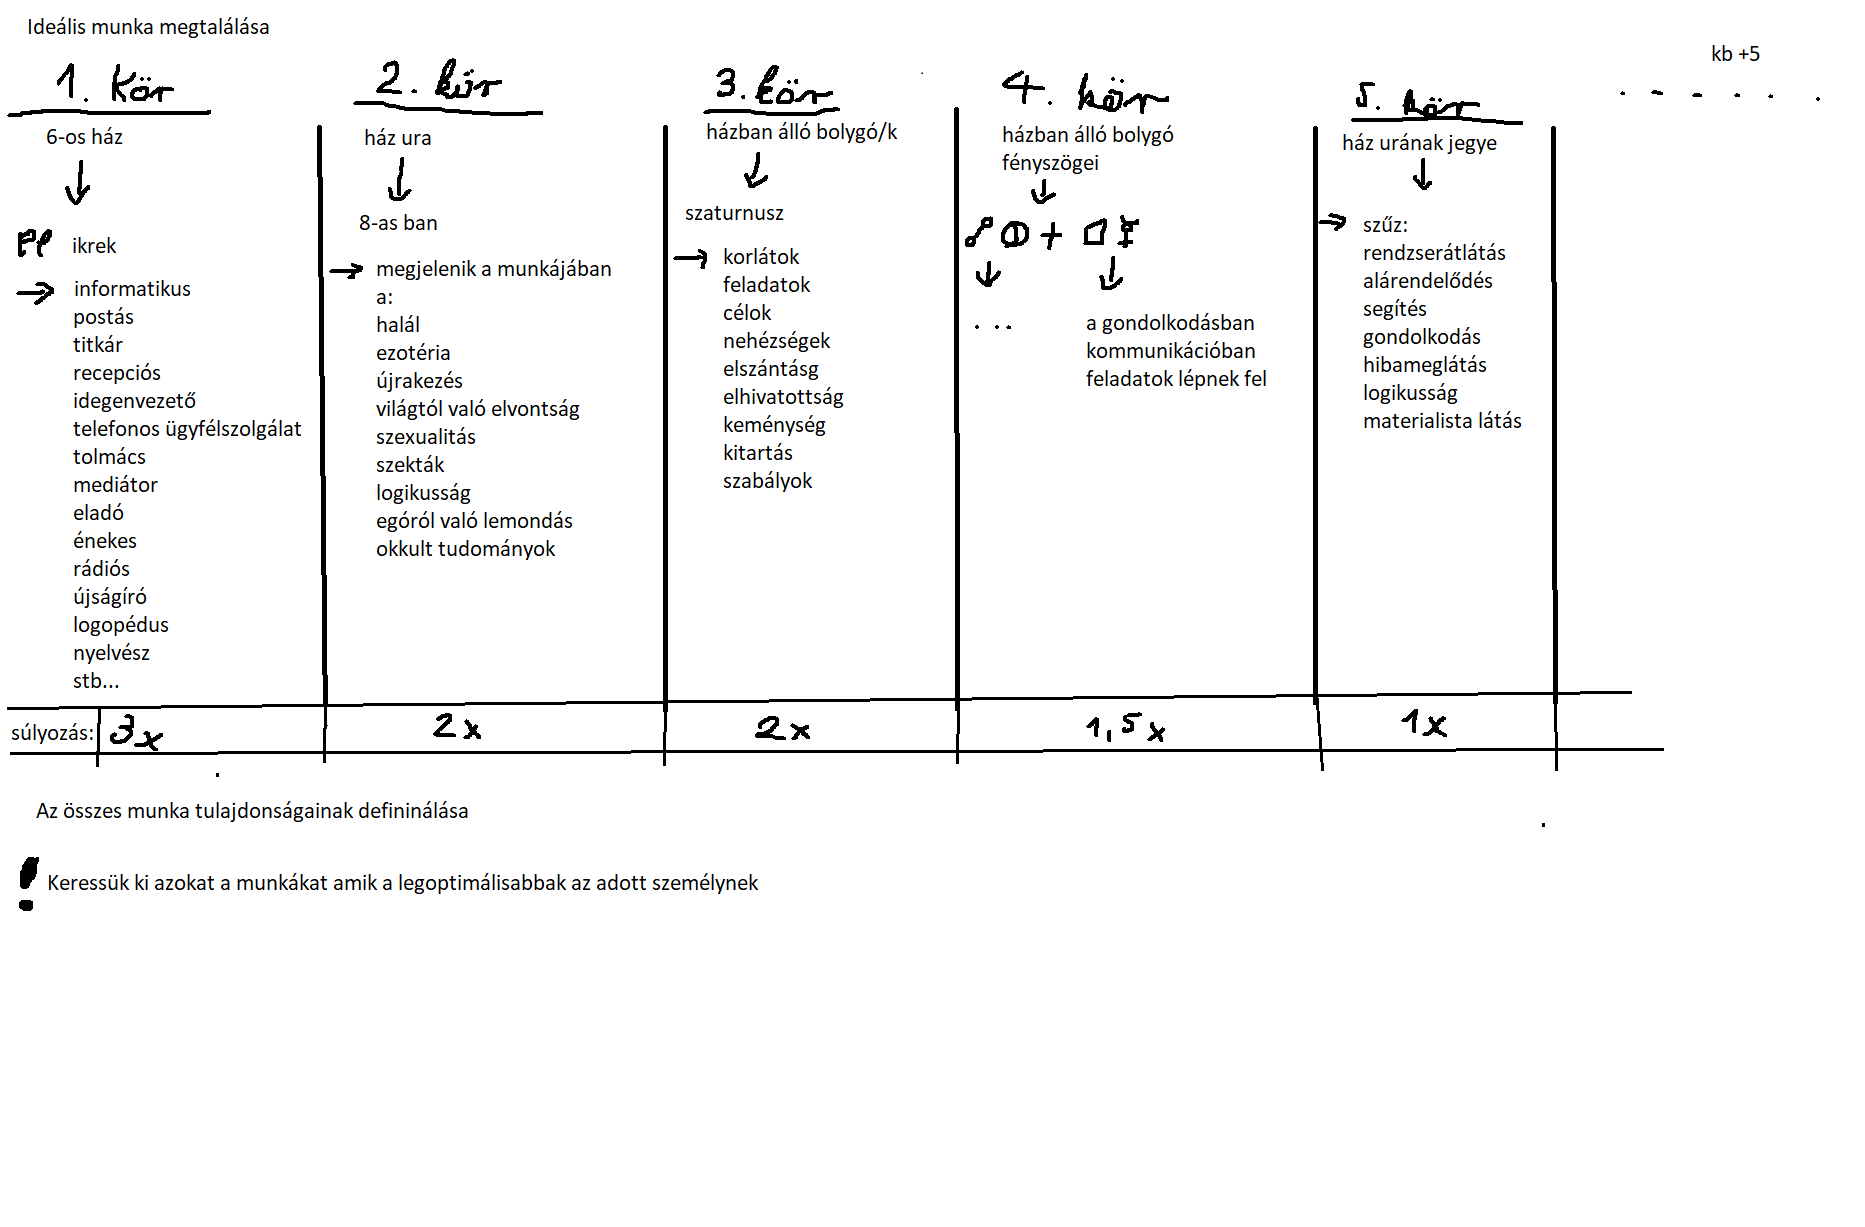 Ideális munka megtalálása
kb +5
1. Kör
6-os ház
ikrek
informatikus
postás
titkár
recepciós
idegenvezető
telefonos ügyfélszolgálat
tolmács
mediátor
eladó
énekes
rádiós
újságíró
logopédus
nyelvész
stb...
2. kör
ház ura
8-as ban
megjelenik a munkájában
a:
halál
ezotéria
újrakezés
világtól való elvontság
szexualitás
szekták
logikusság
egóról való lemondás
okkult tudományok
3. kör
házban álló bolygó/k
szaturnusz
korlátok
feladatok
célok
nehézségek
elszántásg
elhivatottság
keménység
kitartás
szabályok
4. kör
házban álló bolygó
fényszögei
+
...
a gondolkodásban
kommunikációban
feladatok lépnek fel
5. kör
ház urának jegye
szűz:
rendzserátlátás
alárendelődés
segítés
gondolkodás
hibameglátás
logikusság
materialista látás
súlyozás: 3x 2x 2x 1,5x 1x
Az összes munka tulajdonságainak defininálása
! Keressük ki azokat a munkákat amik a legoptimálisabbak az adott személynek